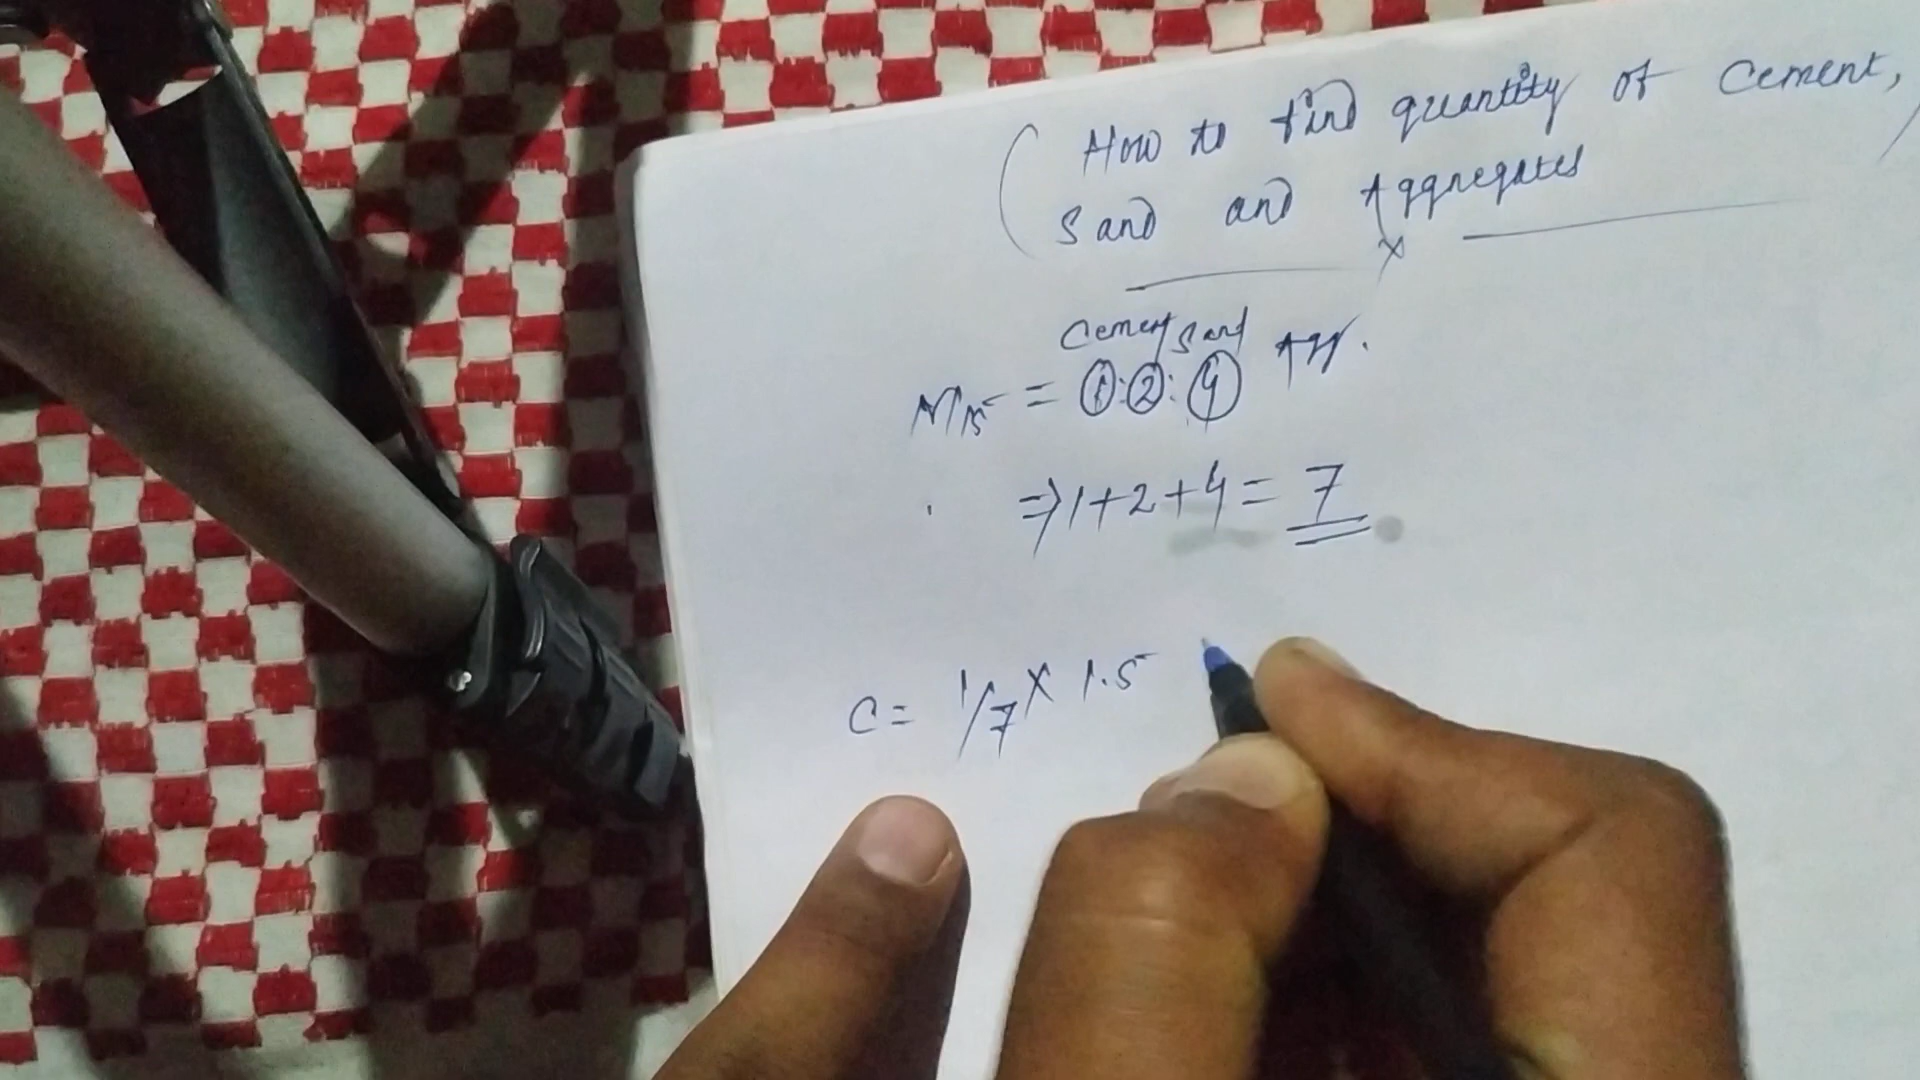 (How to find quantity of Cement,
Sand and Aggregates)
Cement Sand Agg.
M15 = 1:2:4
⇒ 1+2+4 = 7
C = 1/7 X 1.5